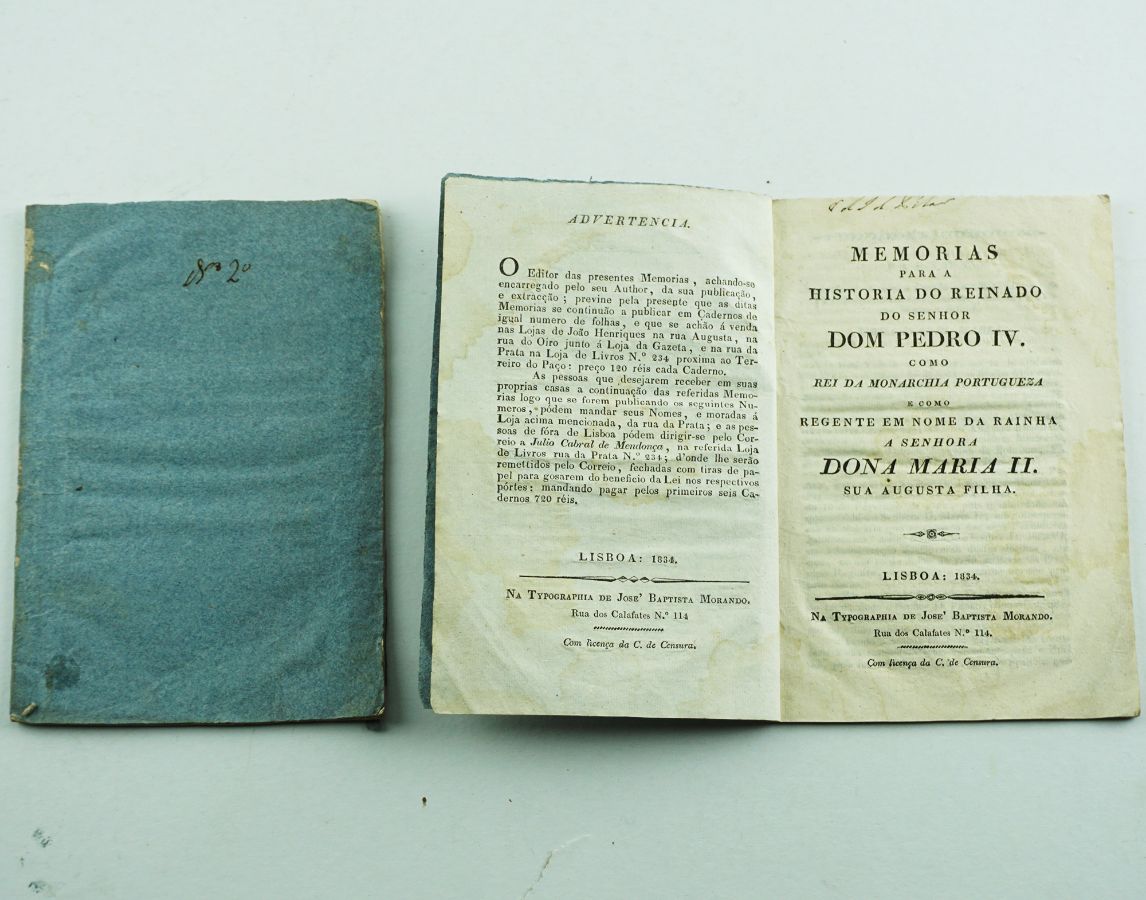 Nº 2º
ADVERTENCIA.
O Editor das presentes Memorias, achando-se
encarregado pelo seu Author, da sua publicação,
e extracção; previne pela presente que as ditas
Memorias se continuão a publicar em Cadernos de
igual numero de folhas, e que se achão á venda
nas Lojas de João Henriques na rua Augusta, na
rua do Oiro junto á Loja da Gazeta, e na rua da
Prata na Loja de Livros N.º 234 proxima ao Ter-
reiro do Paço: preço 120 réis cada Caderno.
As pessoas que desejarem receber em suas
proprias casas a continuação das referidas Memo-
rias logo que se forem publicando os seguintes Nu-
meros, pódem mandar seus Nomes, e moradas á
Loja acima mencionada, da rua da Prata; e as pes-
soas de fóra de Lisboa pódem dirigir-se pelo Cor-
reio a Julio Cabral de Mendonça, na referida Loja
de Livros rua da Prata N.º 234; d'onde lhe serão
remettidos pelo Correio, fechadas com tiras de pa-
pel para gosarem do beneficio da Lei nos respectivos
pórtes: mandando pagar pelos primeiros seis Ca-
dernos 720 réis.
LISBOA: 1834.
NA TYPOGRAPHIA DE JOSE' BAPTISTA MORANDO.
Rua dos Calafates N.º 114
Com licença da C. de Censura.
MEMORIAS
PARA A
HISTORIA DO REINADO
DO SENHOR
DOM PEDRO IV.
COMO
REI DA MONARCHIA PORTUGUEZA
E COMO
REGENTE EM NOME DA RAINHA
A SENHORA
DONA MARIA II.
SUA AUGUSTA FILHA.
LISBOA: 1834.
NA TYPOGRAPHIA DE JOSE' BAPTISTA MORANDO.
Rua dos Calafates N.º 114.
Com licença da C. de Censura.